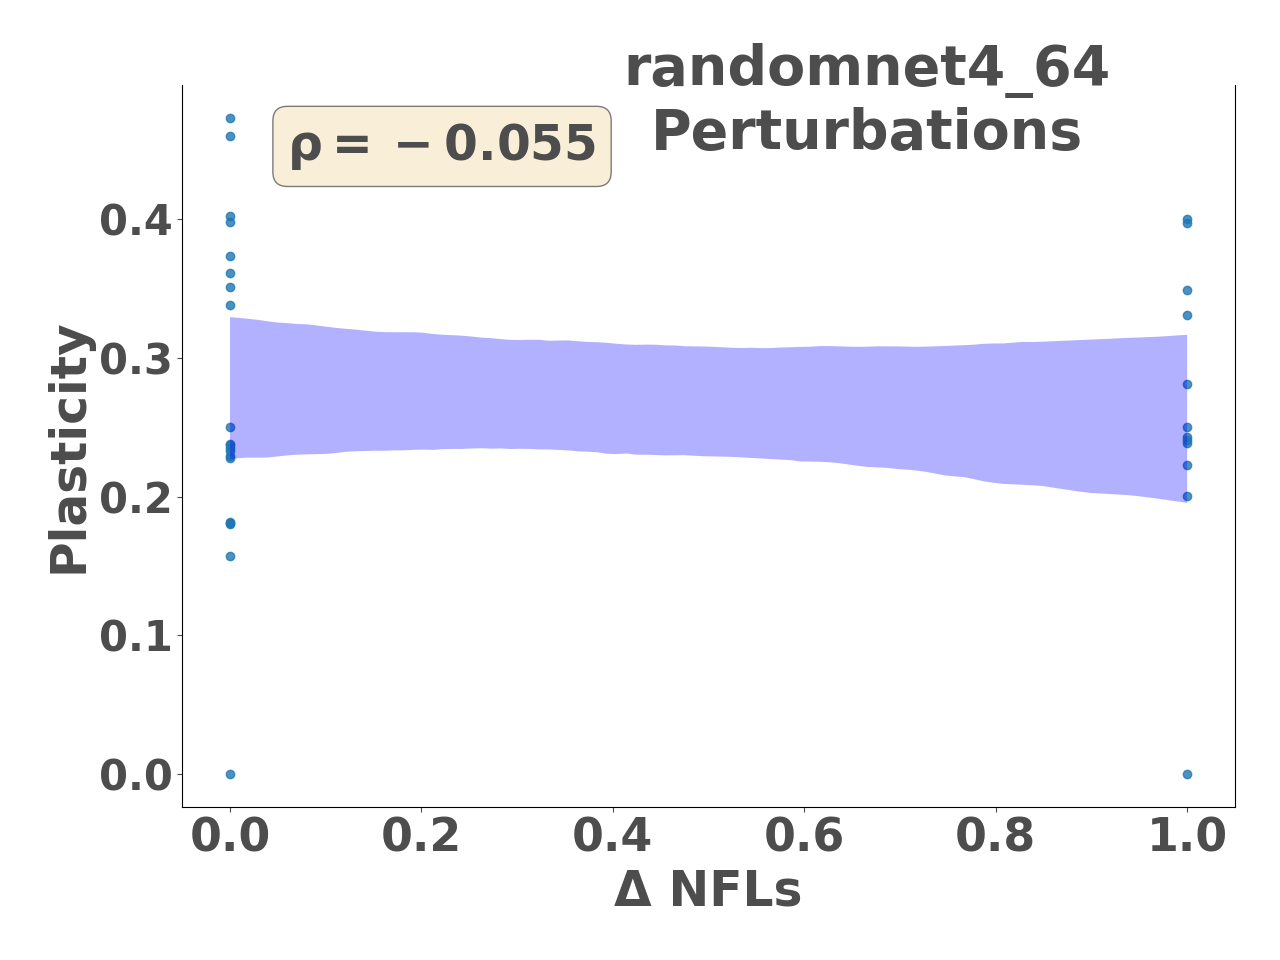 randomnet4_64
Perturbations
ρ = − 0.055
Plasticity
0.4
0.3
0.2
0.1
0.0
0.0 0.2 0.4 0.6 0.8 1.0
Δ NFLs